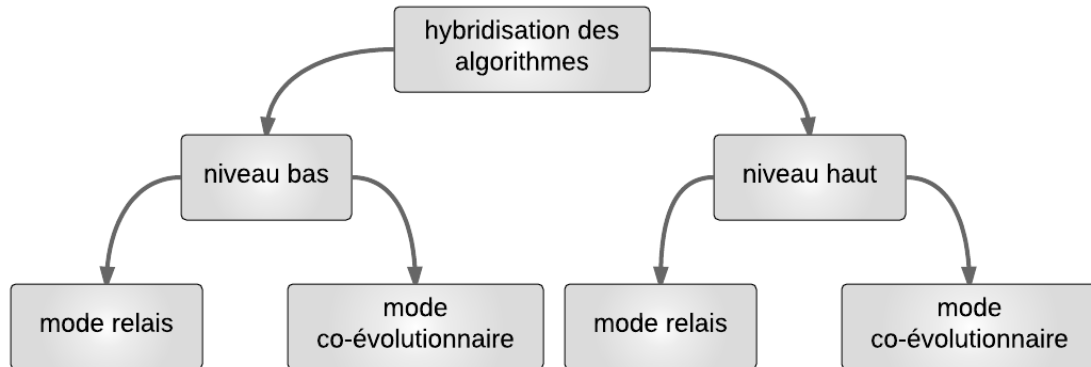 hybridisation des
algorithmes
niveau bas
niveau haut
mode relais
mode
co-évolutionnaire
mode relais
mode
co-évolutionnaire